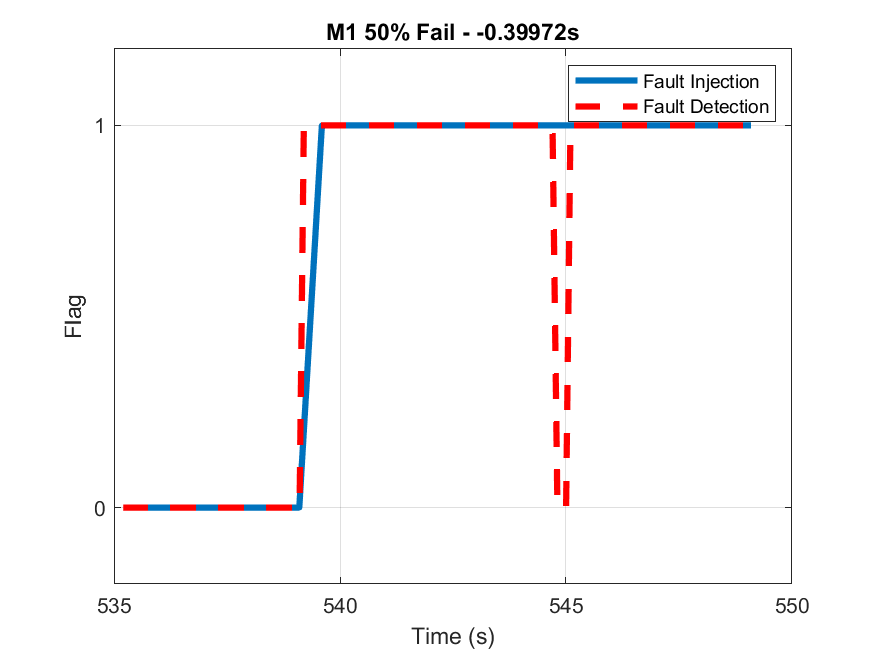 M1 50% Fail - -0.39972s
Fault Injection
Fault Detection
1
0
Flag
535
540
545
550
Time (s)